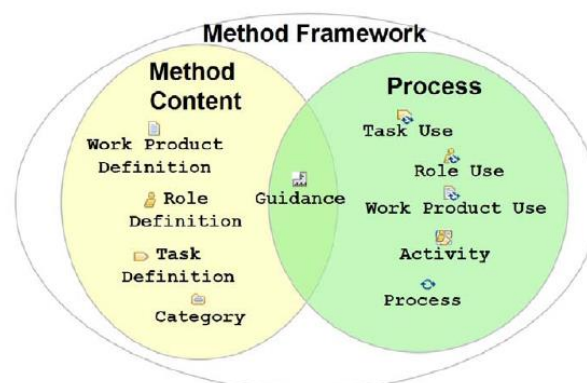 Method Framework
Method
Content
Work Product
Definition
Role
Definition
Task
Definition
Category
Guidance
Process
Task Use
Role Use
Work Product Use
Activity
Process